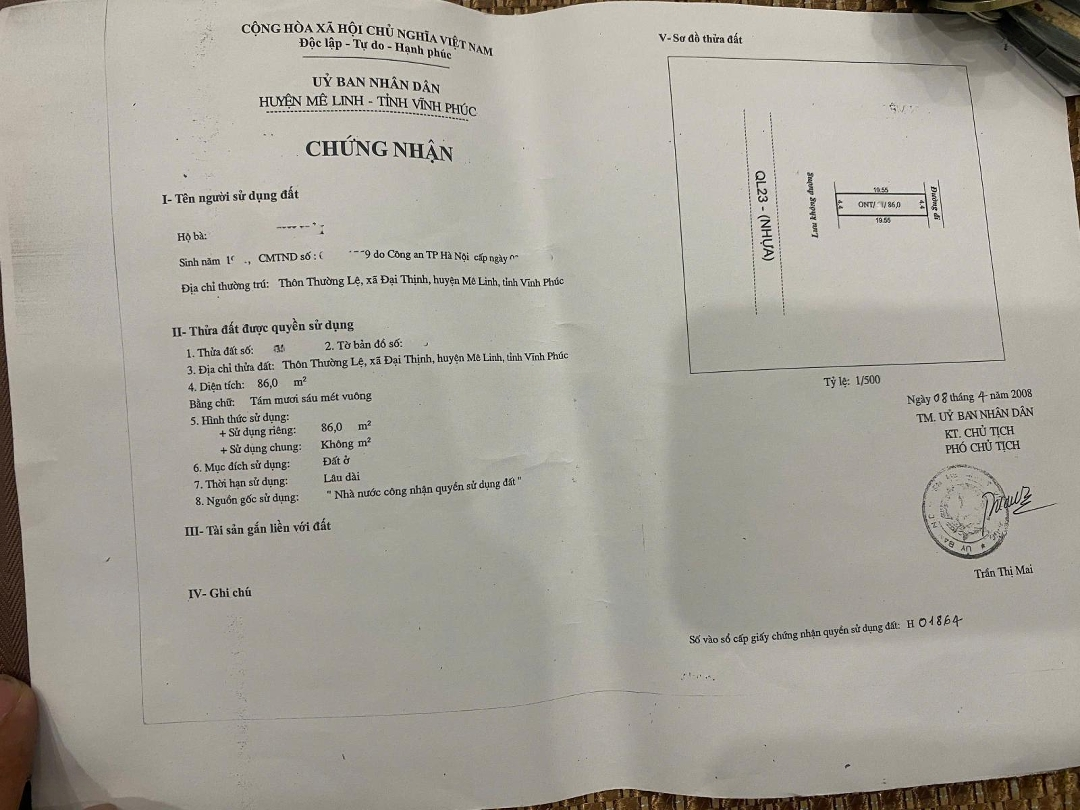 CỘNG HÒA XÃ HỘI CHỦ NGHĨA VIỆT NAM
Độc lập - Tự do - Hạnh phúc
UỶ BAN NHÂN DÂN
HUYỆN MÊ LINH - TỈNH VĨNH PHÚC
CHỨNG NHẬN
I- Tên người sử dụng đất
Hộ bà:
Sinh năm CMTND số : do Công an TP Hà Nội cấp ngày
Địa chỉ thường trú: Thôn Thường Lệ, xã Đại Thịnh, huyện Mê Linh, tỉnh Vĩnh Phúc
II- Thửa đất được quyền sử dụng
1. Thửa đất số: 2. Tờ bản đồ số:
3. Địa chỉ thửa đất: Thôn Thường Lệ, xã Đại Thịnh, huyện Mê Linh, tỉnh Vĩnh Phúc
4. Diện tích: 86,0 m²
Bằng chữ: Tám mươi sáu mét vuông
5. Hình thức sử dụng:
+ Sử dụng riêng: 86,0 m²
+ Sử dụng chung: Không m²
6. Mục đích sử dụng: Đất ở
7. Thời hạn sử dụng: Lâu dài
8. Nguồn gốc sử dụng: " Nhà nước công nhận quyền sử dụng đất "
III- Tài sản gắn liền với đất
IV- Ghi chú
V- Sơ đồ thửa đất
QL23 - (NHỰA)
Lưu không đường
19.55
4.4
ONT/ /86,0
4.4
19.55
Đường đi
Tỷ lệ: 1/500
Ngày 08 tháng 4 năm 2008
TM. UỶ BAN NHÂN DÂN
KT. CHỦ TỊCH
PHÓ CHỦ TỊCH
Trần Thị Mai
Số vào sổ cấp giấy chứng nhận quyền sử dụng đất: H 01864